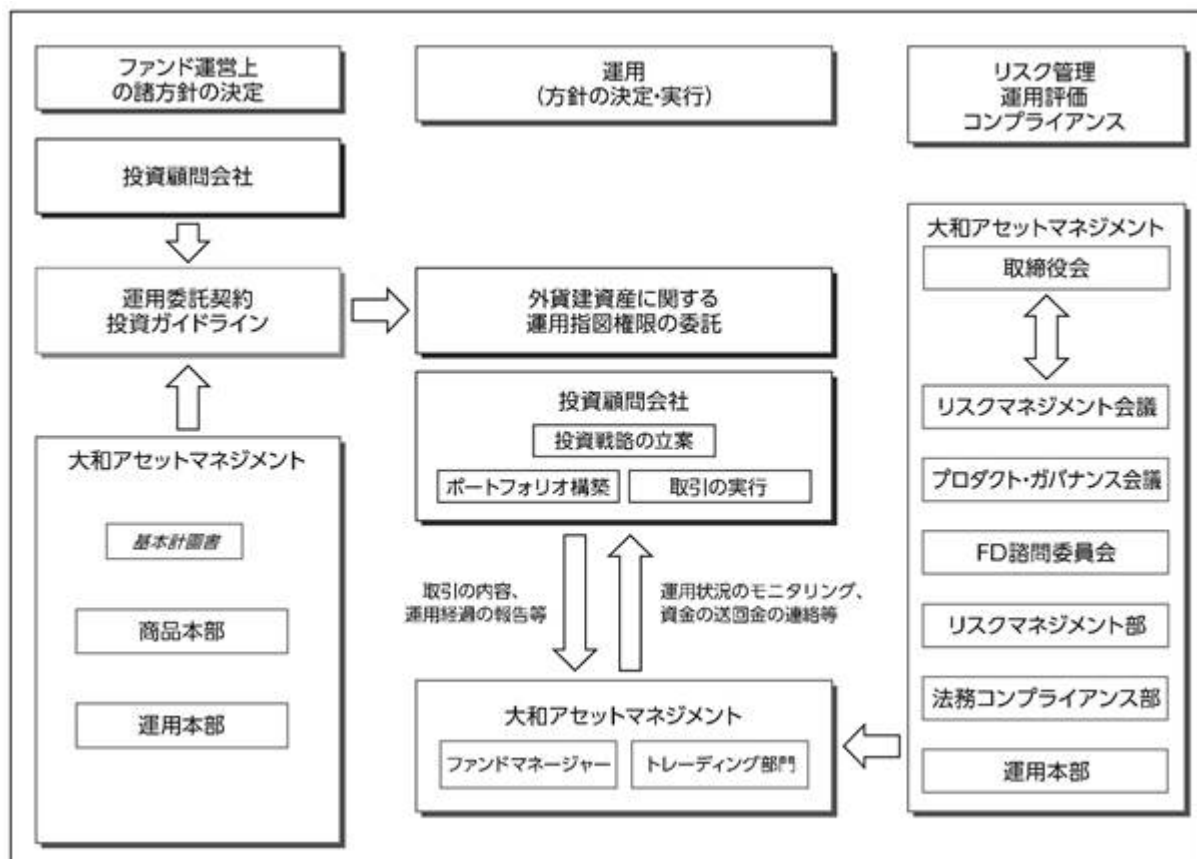 ファンド運営上
の諸方針の決定
投資顧問会社
運用委託契約
投資ガイドライン
大和アセットマネジメント
基本計画書
商品本部
運用本部
運用
(方針の決定・実行)
外貨建資産に関する
運用指図権限の委託
投資顧問会社
投資戦略の立案
ポートフォリオ構築
取引の実行
取引の内容、
運用経過の報告等
運用状況のモニタリング、
資金の送回金の連絡等
大和アセットマネジメント
ファンドマネージャー
トレーディング部門
リスク管理
運用評価
コンプライアンス
大和アセットマネジメント
取締役会
リスクマネジメント会議
プロダクト・ガバナンス会議
FD諮問委員会
リスクマネジメント部
法務コンプライアンス部
運用本部